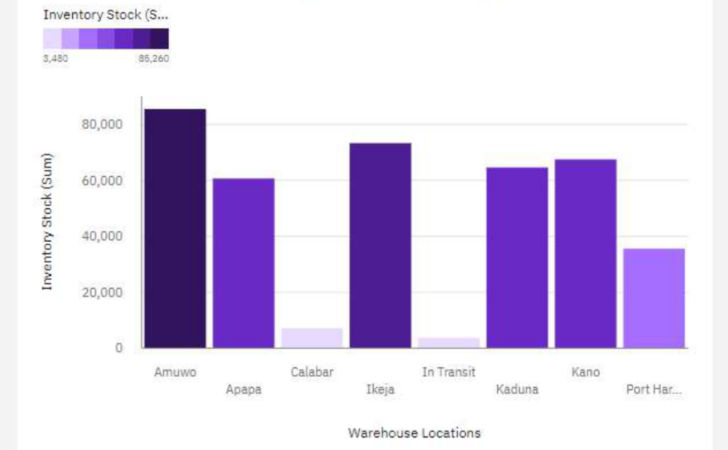 Inventory Stock (S...
3,480 85,260
Inventory Stock (Sum)
80,000
60,000
40,000
20,000
0
Amuwo Calabar In Transit Kano
Apapa Ikeja Kaduna Port Har...
Warehouse Locations